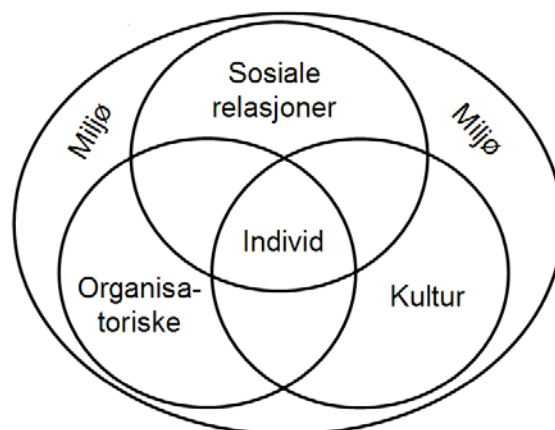 Sosiale
relasjoner
Miljø
Miljø
Individ
Organisa-
toriske
Kultur